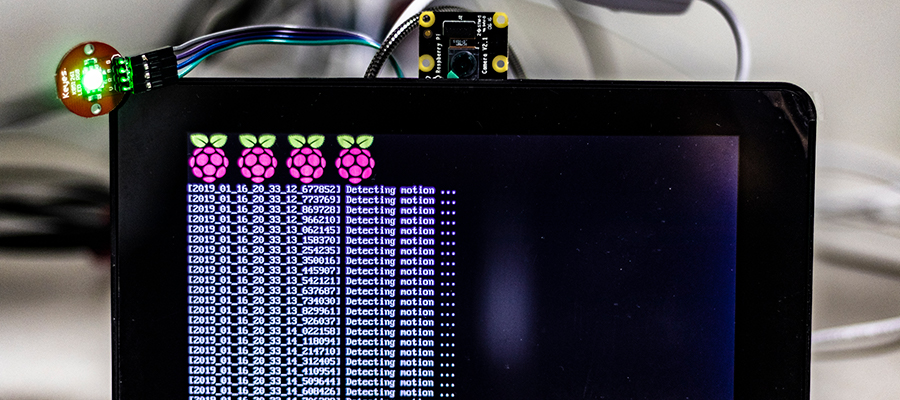 Keyes
Raspberry Pi
Camera V2.1
[2019_01_16_20_33_12_677852] Detecting motion ...
[2019_01_16_20_33_12_773769] Detecting motion ...
[2019_01_16_20_33_12_869728] Detecting motion ...
[2019_01_16_20_33_12_966210] Detecting motion ...
[2019_01_16_20_33_13_062145] Detecting motion ...
[2019_01_16_20_33_13_158370] Detecting motion ...
[2019_01_16_20_33_13_254235] Detecting motion ...
[2019_01_16_20_33_13_350016] Detecting motion ...
[2019_01_16_20_33_13_445907] Detecting motion ...
[2019_01_16_20_33_13_542121] Detecting motion ...
[2019_01_16_20_33_13_637687] Detecting motion ...
[2019_01_16_20_33_13_734030] Detecting motion ...
[2019_01_16_20_33_13_829961] Detecting motion ...
[2019_01_16_20_33_13_926037] Detecting motion ...
[2019_01_16_20_33_14_022158] Detecting motion ...
[2019_01_16_20_33_14_118094] Detecting motion ...
[2019_01_16_20_33_14_214710] Detecting motion ...
[2019_01_16_20_33_14_312405] Detecting motion ...
[2019_01_16_20_33_14_410954] Detecting motion ...
[2019_01_16_20_33_14_509644] Detecting motion ...
[2019_01_16_20_33_14_608426] Detecting motion ...